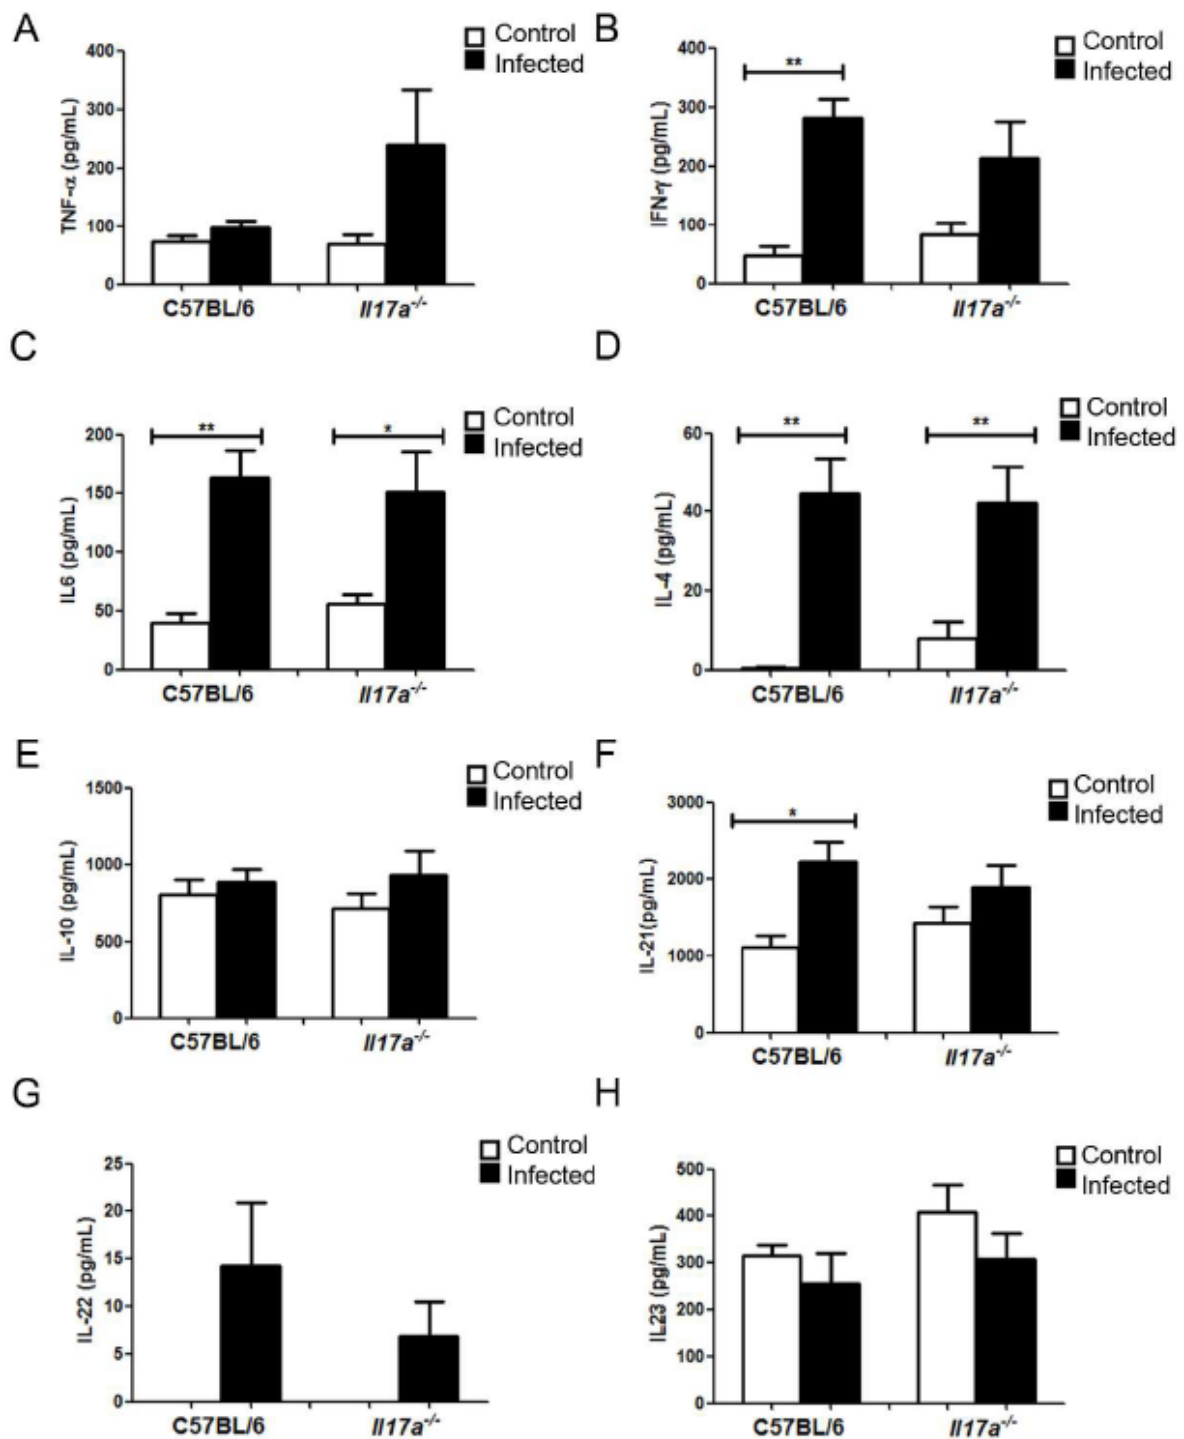 A
TNF-α (pg/mL)
400
300
200
100
0
C57BL/6
Il17a-/-
Control
Infected
B
IFN-γ (pg/mL)
400
300
200
100
0
**
C57BL/6
Il17a-/-
Control
Infected
C
IL6 (pg/mL)
200
150
100
50
0
**
*
C57BL/6
Il17a-/-
Control
Infected
D
IL-4 (pg/mL)
60
40
20
0
**
**
C57BL/6
Il17a-/-
Control
Infected
E
IL-10 (pg/mL)
1500
1000
500
0
C57BL/6
Il17a-/-
Control
Infected
F
IL-21(pg/mL)
3000
2000
1000
0
*
C57BL/6
Il17a-/-
Control
Infected
G
IL-22 (pg/mL)
25
20
15
10
5
0
C57BL/6
Il17a-/-
Control
Infected
H
IL23 (pg/mL)
500
400
300
200
100
0
C57BL/6
Il17a-/-
Control
Infected